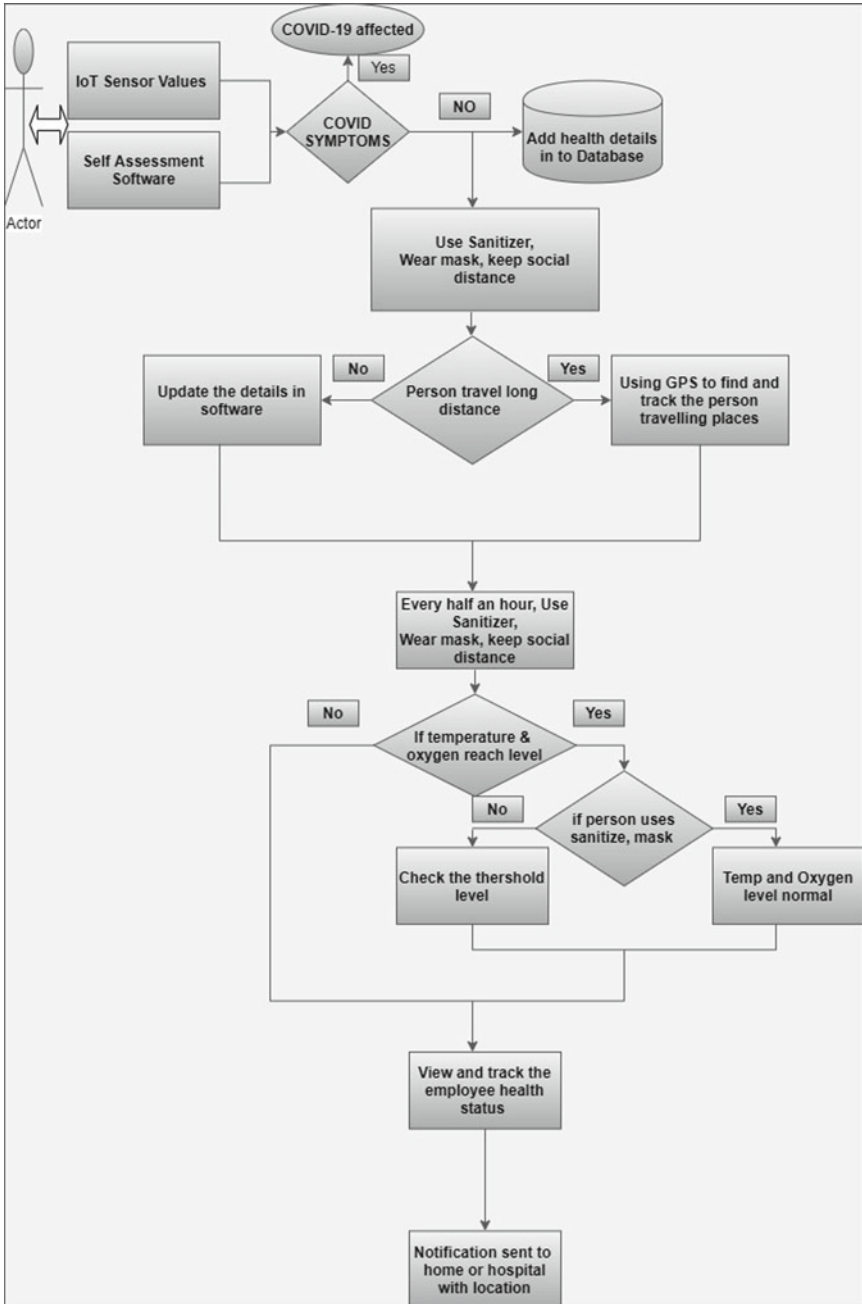 COVID-19 affected
Yes
IoT Sensor Values
Self Assessment
Software
Actor
COVID
SYMPTOMS
NO
Add health details
in to Database
Use Sanitizer,
Wear mask, keep social
distance
No
Yes
Update the details in
software
Person travel long
distance
Using GPS to find and
track the person
travelling places
Every half an hour, Use
Sanitizer,
Wear mask, keep social
distance
No
Yes
If temperature &
oxygen reach level
No
Yes
if person uses
sanitize, mask
Check the thershold
level
Temp and Oxygen
level normal
View and track the
employee health
status
Notification sent to
home or hospital
with location